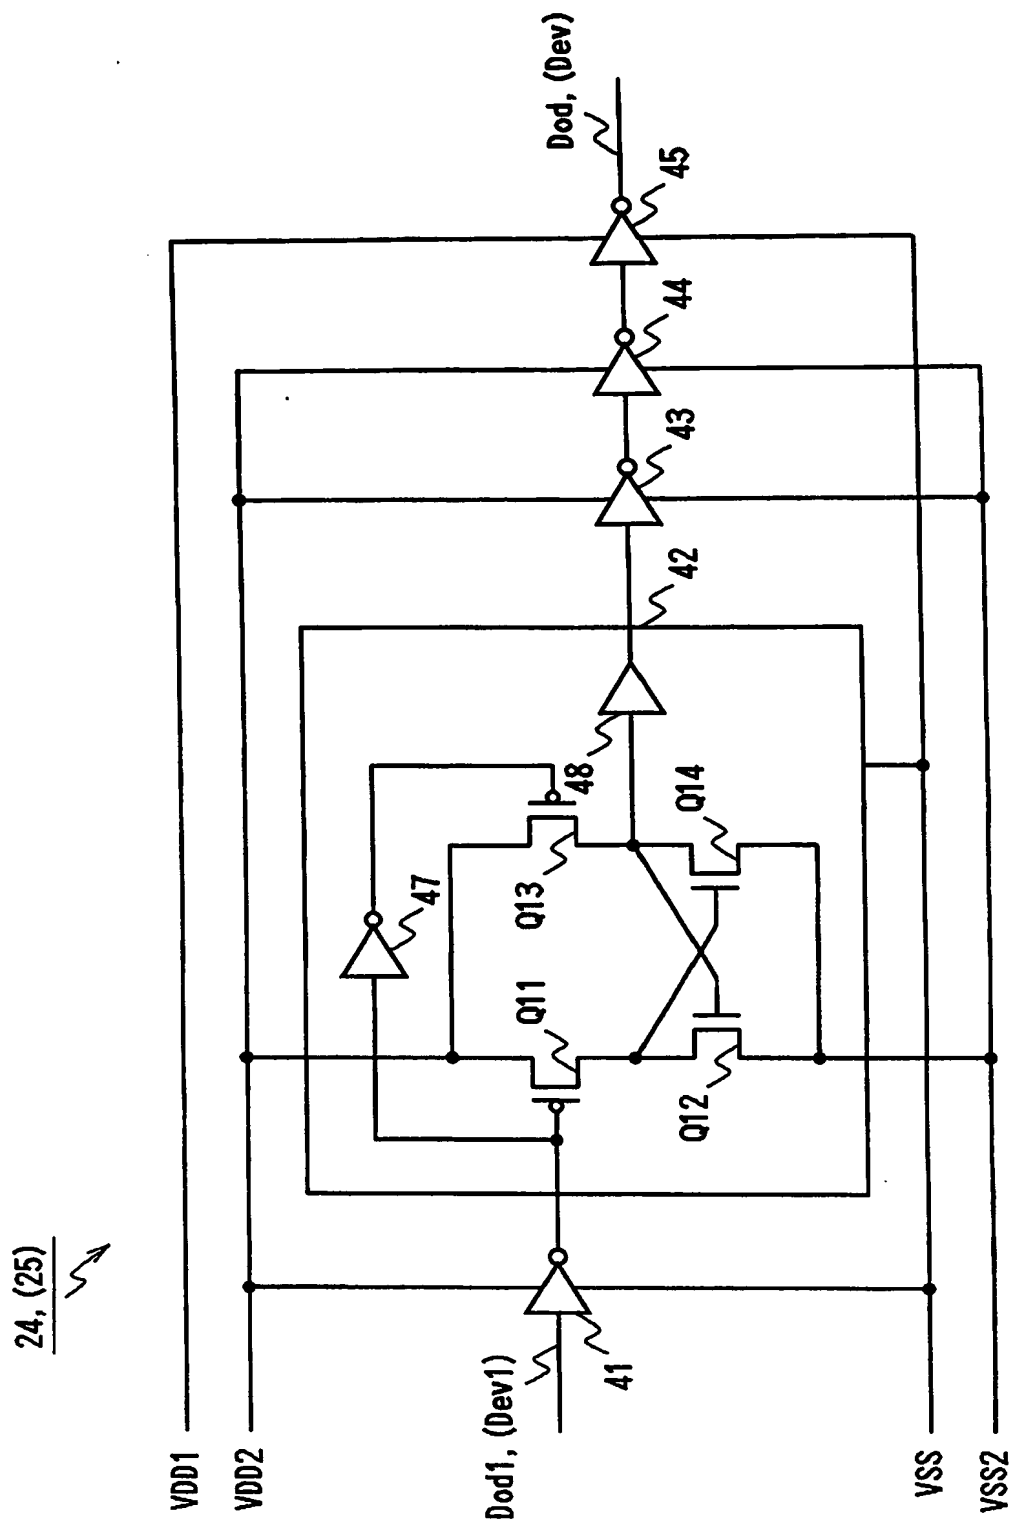 24, (25)
VDD1
VDD2
Dod1, (Dev1)
41
VSS
VSS2
47
Q11
Q13
Q12
Q14
48
42
43
44
45
Dod, (Dev)